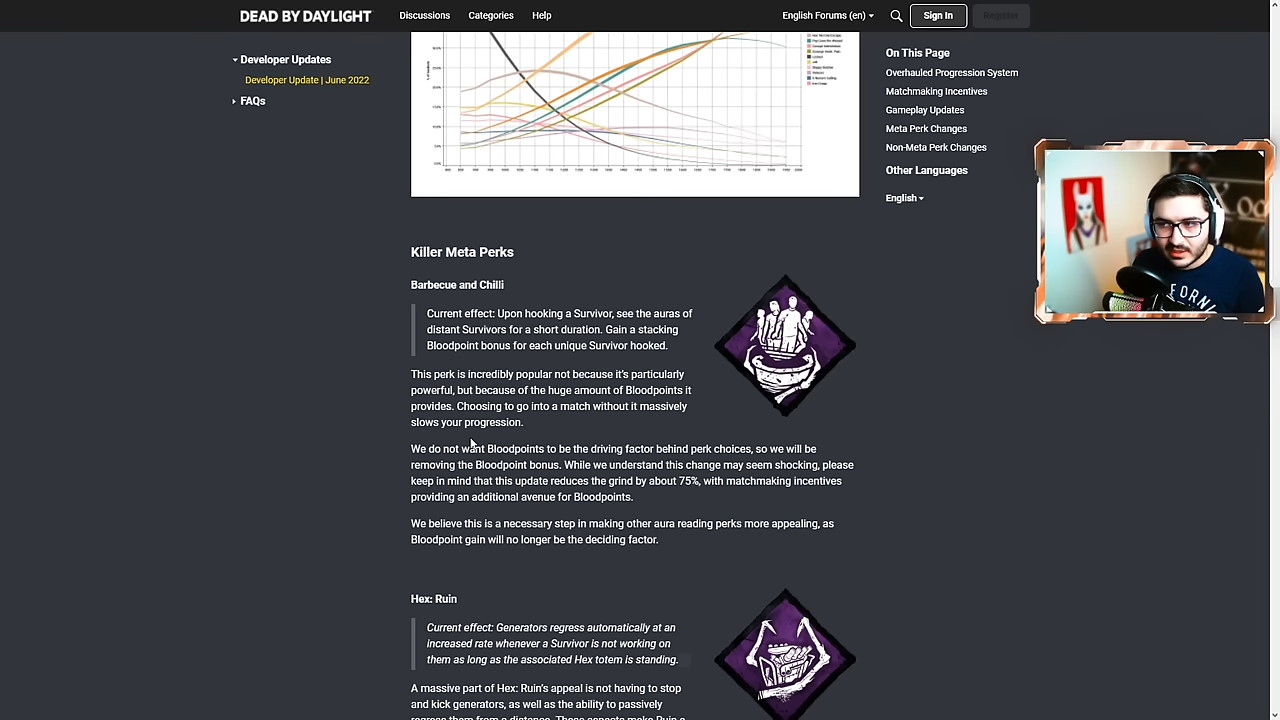 DEAD BY DAYLIGHT
Discussions
Categories
Help
English Forums (en)
Sign In
Register
Developer Updates
Developer Update | June 2022
FAQs
On This Page
Overhauled Progression System
Matchmaking Incentives
Gameplay Updates
Meta Perk Changes
Non-Meta Perk Changes
Other Languages
English
Killer Meta Perks
Barbecue and Chilli
Current effect: Upon hooking a Survivor, see the auras of
distant Survivors for a short duration. Gain a stacking
Bloodpoint bonus for each unique Survivor hooked.
This perk is incredibly popular not because it's particularly
powerful, but because of the huge amount of Bloodpoints it
provides. Choosing to go into a match without it massively
slows your progression.
We do not want Bloodpoints to be the driving factor behind perk choices, so we will be
removing the Bloodpoint bonus. While we understand this change may seem shocking, please
keep in mind that this update reduces the grind by about 75%, with matchmaking incentives
providing an additional avenue for Bloodpoints.
We believe this is a necessary step in making other aura reading perks more appealing, as
Bloodpoint gain will no longer be the deciding factor.
Hex: Ruin
Current effect: Generators regress automatically at an
increased rate whenever a Survivor is not working on
them as long as the associated Hex totem is standing.
A massive part of Hex: Ruin's appeal is not having to stop
and kick generators, as well as the ability to passively
regress them from a distance. These aspects make Ruin a